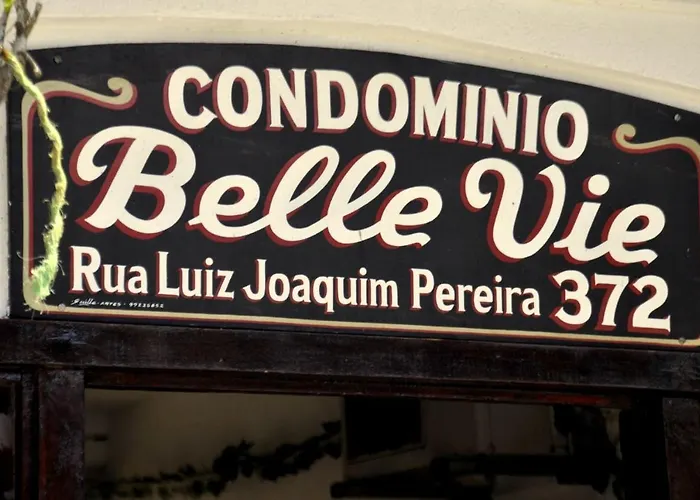 CONDOMINIO
Belle Vie
Rua Luiz Joaquim Pereira 372